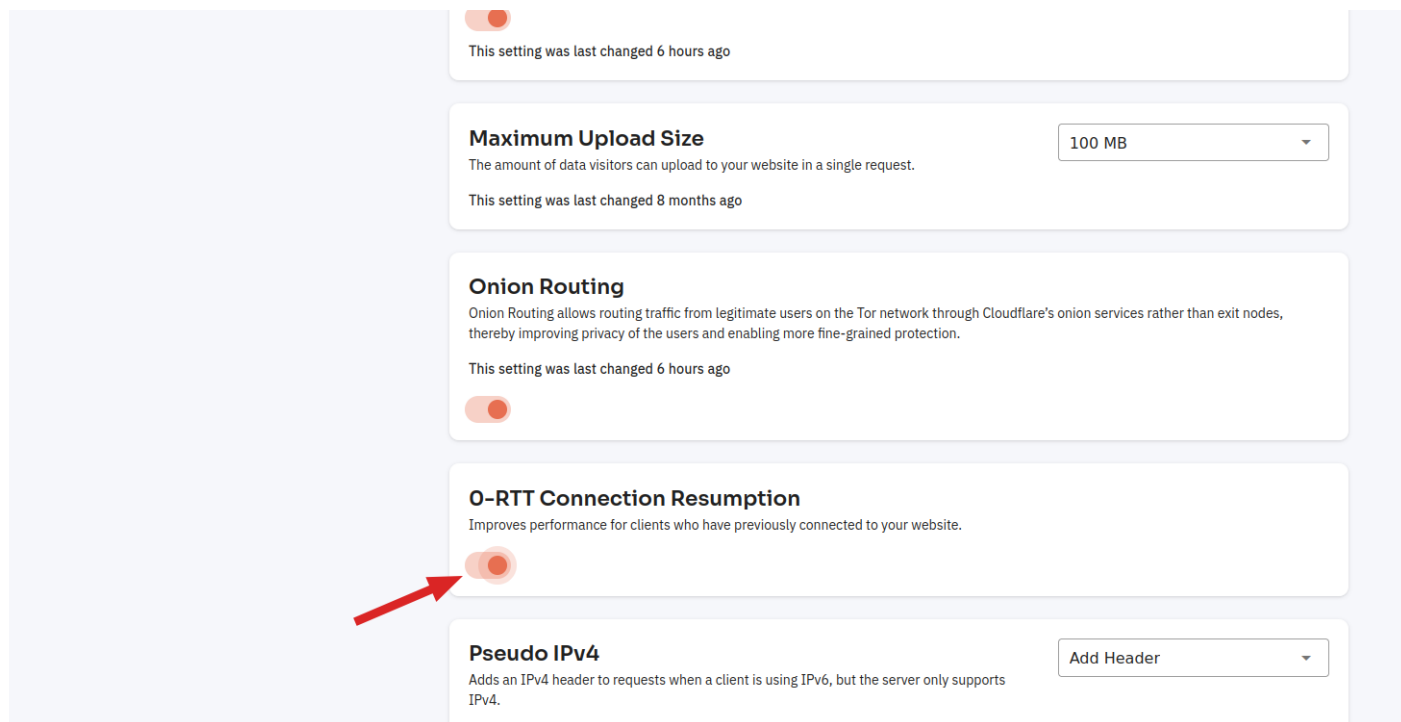 This setting was last changed 6 hours ago
Maximum Upload Size
100 MB
The amount of data visitors can upload to your website in a single request.
This setting was last changed 8 months ago
Onion Routing
Onion Routing allows routing traffic from legitimate users on the Tor network through Cloudflare's onion services rather than exit nodes,
thereby improving privacy of the users and enabling more fine-grained protection.
This setting was last changed 6 hours ago
0-RTT Connection Resumption
Improves performance for clients who have previously connected to your website.
Pseudo IPv4
Add Header
Adds an IPv4 header to requests when a client is using IPv6, but the server only supports
IPv4.